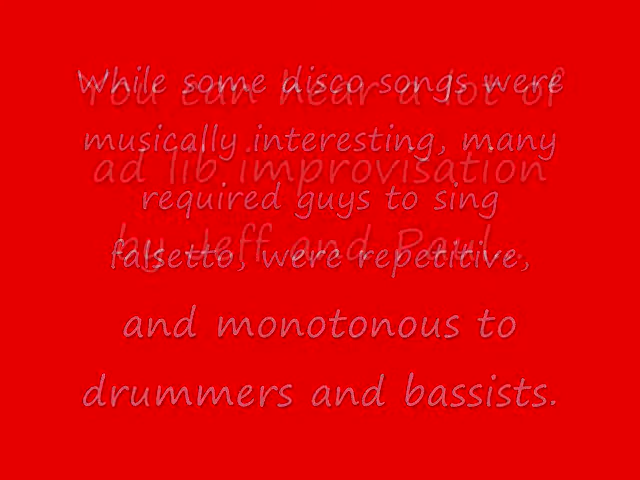 While some disco songs were
musically interesting, many
required guys to sing
falsetto, were repetitive,
and monotonous to
drummers and bassists.
You can hear a lot of
ad lib improvisation
by Jeff and Paul.